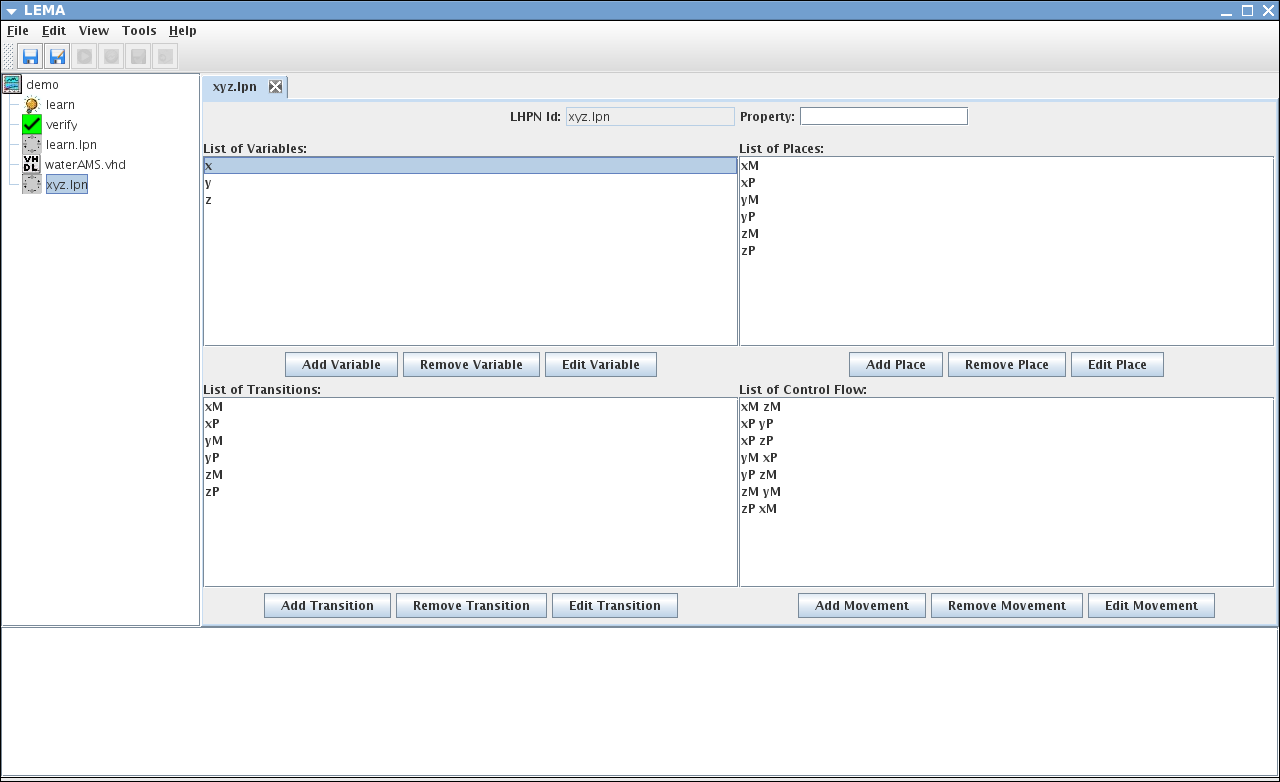 LEMA
File Edit View Tools Help
demo
learn
verify
learn.lpn
VHDL waterAMS.vhd
xyz.lpn
xyz.lpn
LHPN Id: xyz.lpn Property:
List of Variables:
x
y
z
Add Variable Remove Variable Edit Variable
List of Places:
xM
xP
yM
yP
zM
zP
Add Place Remove Place Edit Place
List of Transitions:
xM
xP
yM
yP
zM
zP
Add Transition Remove Transition Edit Transition
List of Control Flow:
xM zM
xP yP
xP zP
yM xP
yP zM
zM yM
zP xM
Add Movement Remove Movement Edit Movement